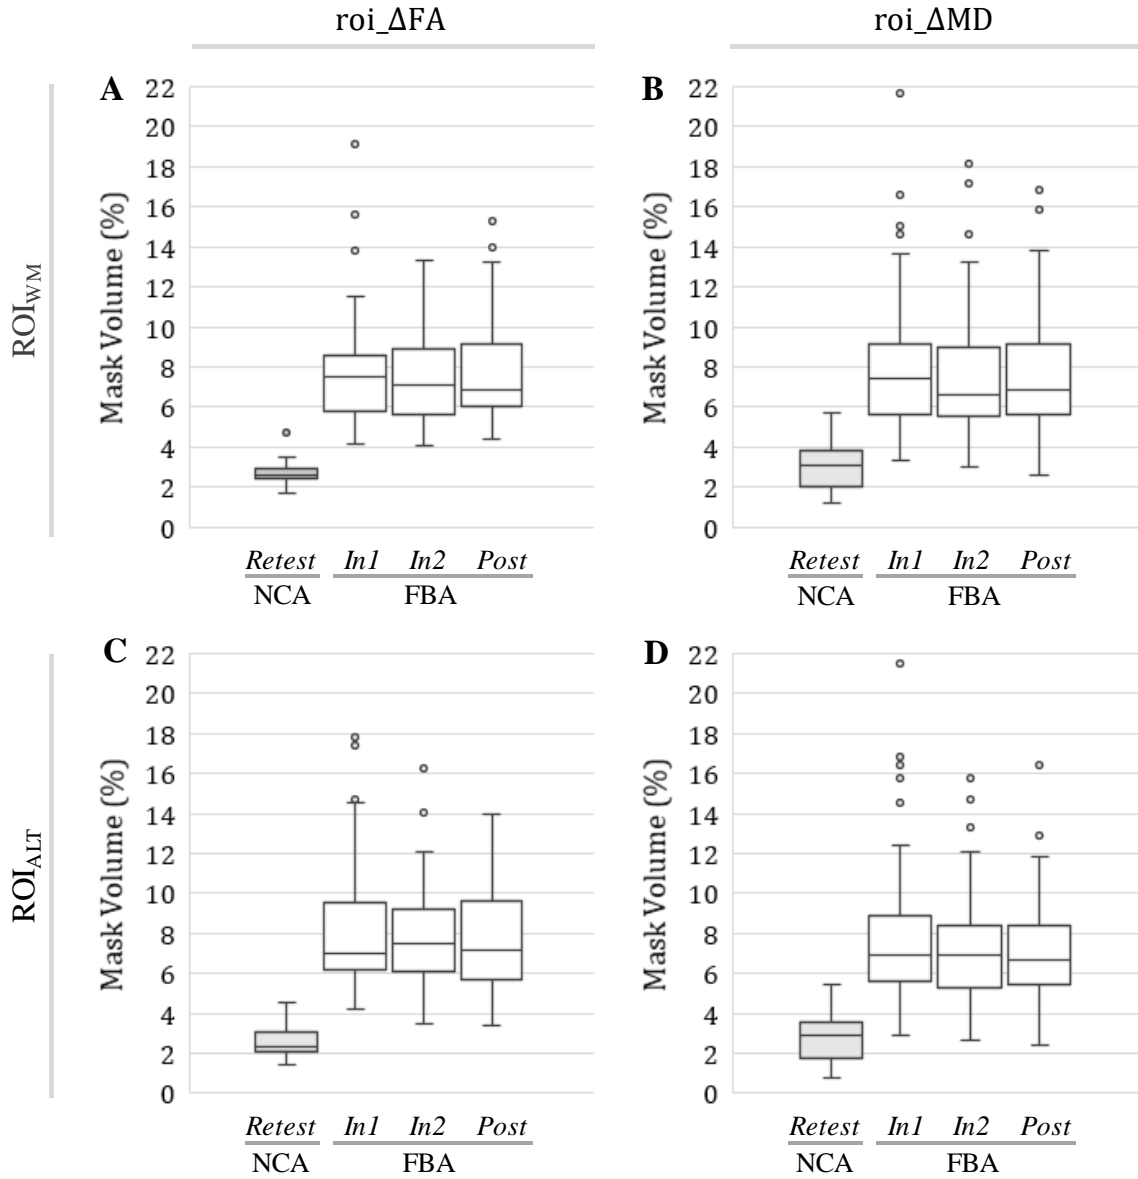 roi_ΔFA
roi_ΔMD
ROI_WM
A
Mask Volume (%)
22
20
18
16
14
12
10
8
6
4
2
0
Retest In1 In2 Post
NCA FBA
B
Mask Volume (%)
22
20
18
16
14
12
10
8
6
4
2
0
Retest In1 In2 Post
NCA FBA
ROI_ALT
C
Mask Volume (%)
22
20
18
16
14
12
10
8
6
4
2
0
Retest In1 In2 Post
NCA FBA
D
Mask Volume (%)
22
20
18
16
14
12
10
8
6
4
2
0
Retest In1 In2 Post
NCA FBA